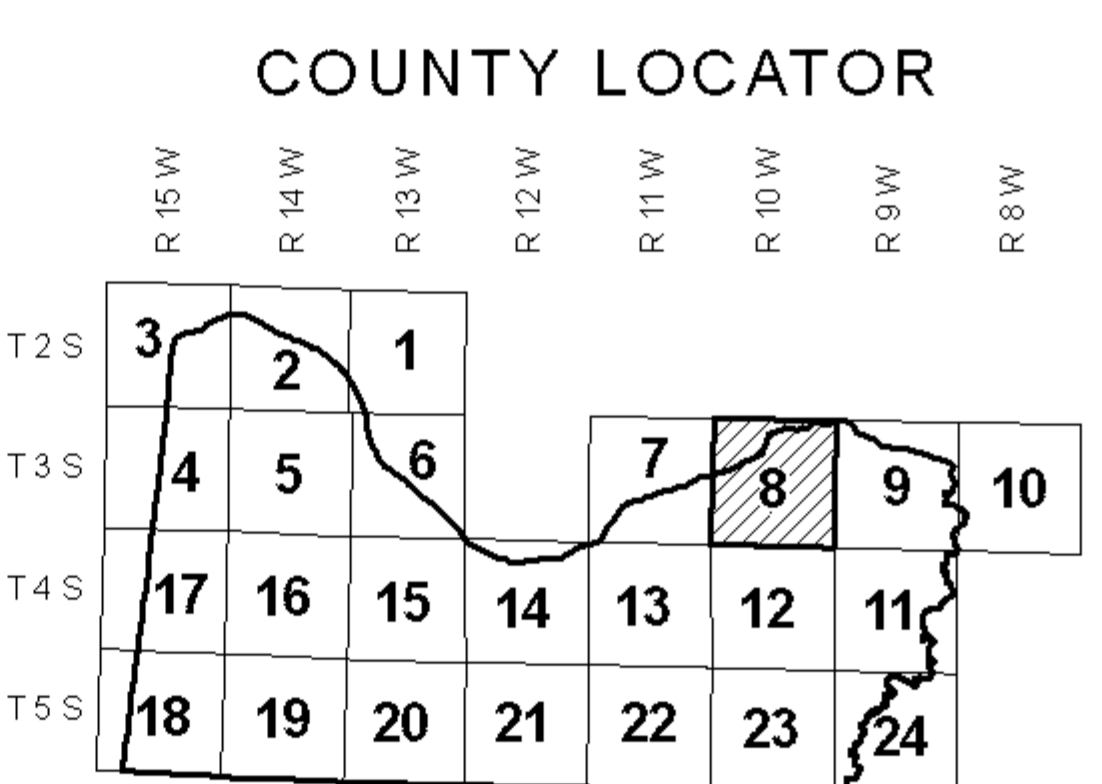 COUNTY LOCATOR
R 15 W R 14 W R 13 W R 12 W R 11 W R 10 W R 9 W R 8 W
T 2 S 3 2 1
T 3 S 4 5 6 7 8 9 10
T 4 S 17 16 15 14 13 12 11
T 5 S 18 19 20 21 22 23 24